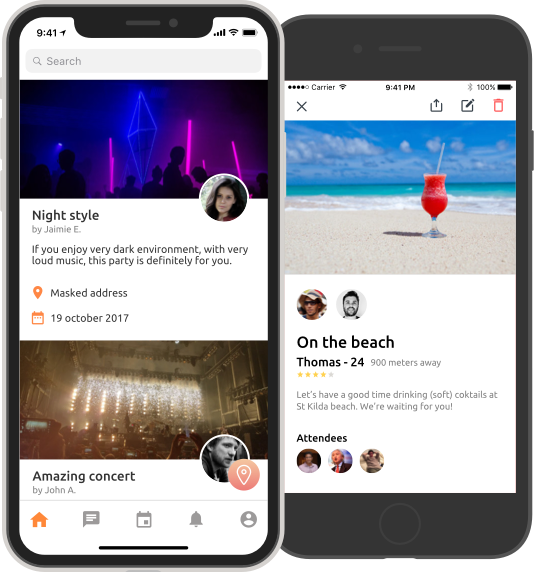 9:41
Search
Night style
by Jaimie E.
If you enjoy very dark environment, with very
loud music, this party is definitely for you.
Masked address
19 october 2017
Amazing concert
by John A.
Carrier
9:41 PM
100%
On the beach
Thomas - 24 900 meters away
Let's have a good time drinking (soft) coktails at
St Kilda beach. We're waiting for you!
Attendees